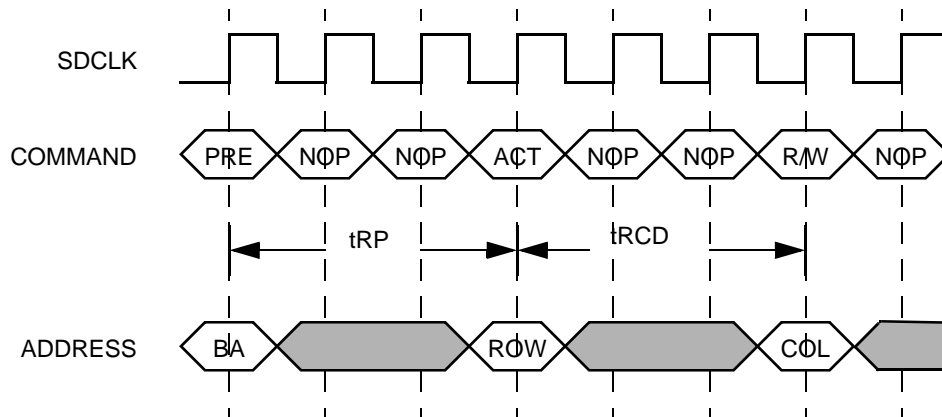 SDCLK
COMMAND PRE NOP NOP ACT NOP NOP R/W NOP
tRP tRCD
ADDRESS BA ROW COL